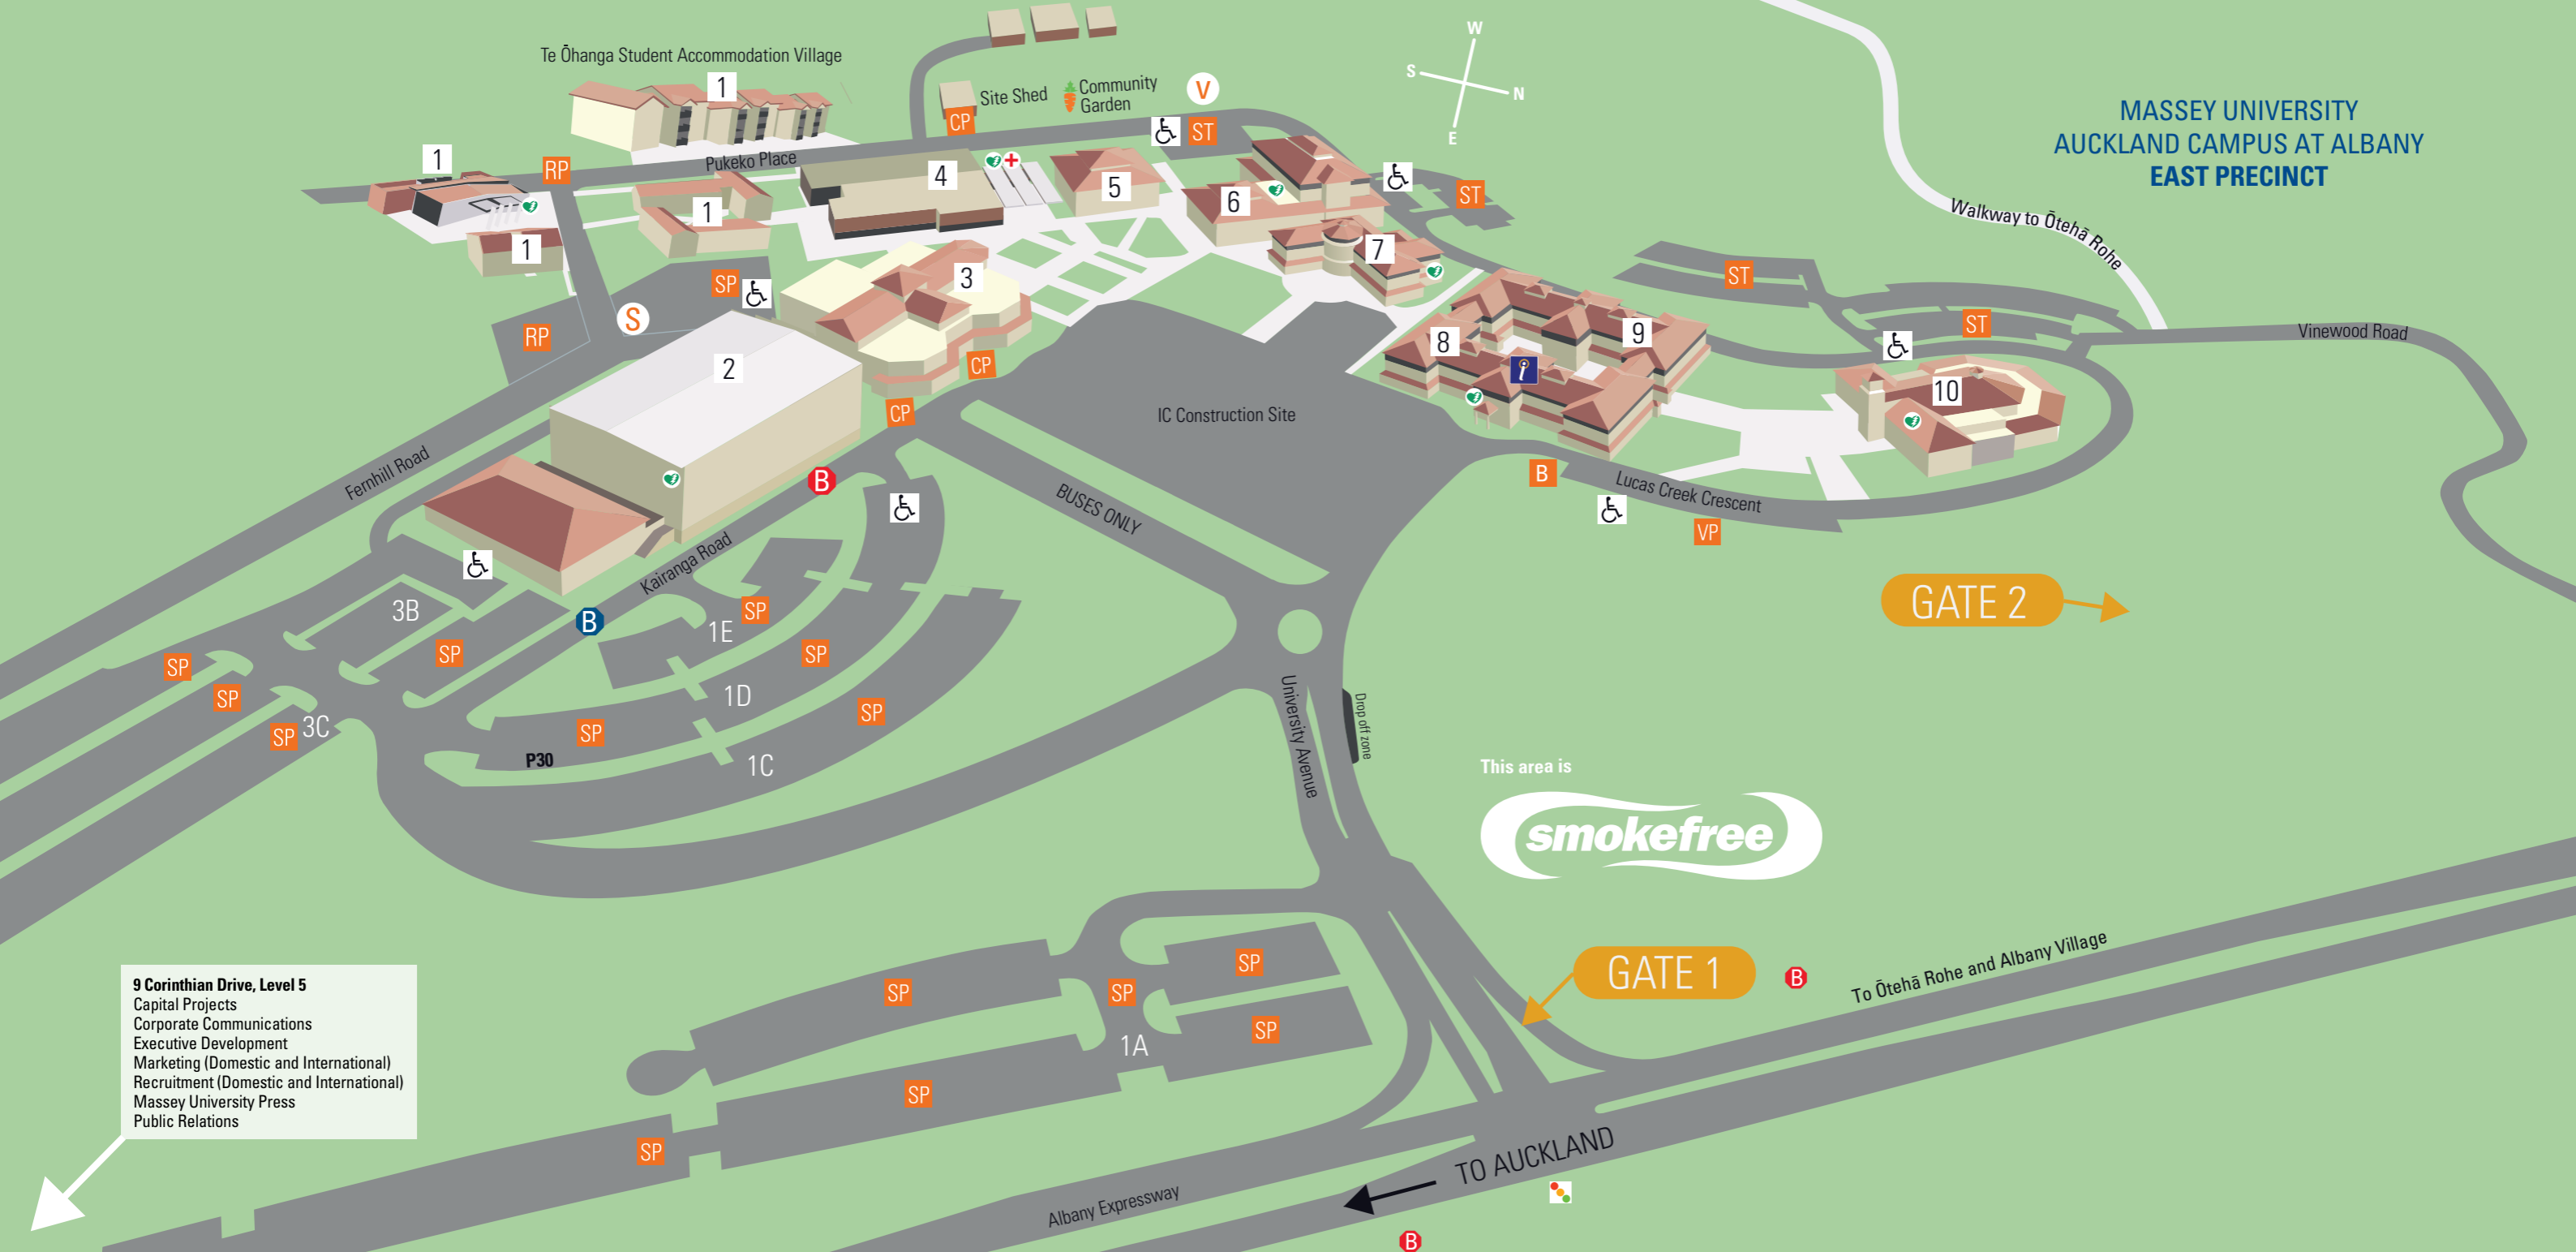 MASSEY UNIVERSITY
AUCKLAND CAMPUS AT ALBANY
EAST PRECINCT
W
S
N
E
Te Ōhanga Student Accommodation Village
1
Site Shed
CP
Community
Garden
V
ST
1
RP
Pukeko Place
4
5
6
ST
1
1
7
3
SP
S
RP
2
CP
CP
8
9
ST
ST
10
Walkway to Ōtehā Rohe
Vinewood Road
IC Construction Site
Fernhill Road
B
BUSES ONLY
B
Lucas Creek Crescent
VP
Kairanga Road
3B
B
1E
SP
SP
SP
SP
SP
SP
3C
1D
SP
SP
P30
1C
University Avenue
Drop off zone
GATE 2
This area is
smokefree
GATE 1
B
To Ōtehā Rohe and Albany Village
SP
SP
SP
SP
1A
SP
SP
9 Corinthian Drive, Level 5
Capital Projects
Corporate Communications
Executive Development
Marketing (Domestic and International)
Recruitment (Domestic and International)
Massey University Press
Public Relations
TO AUCKLAND
Albany Expressway
B